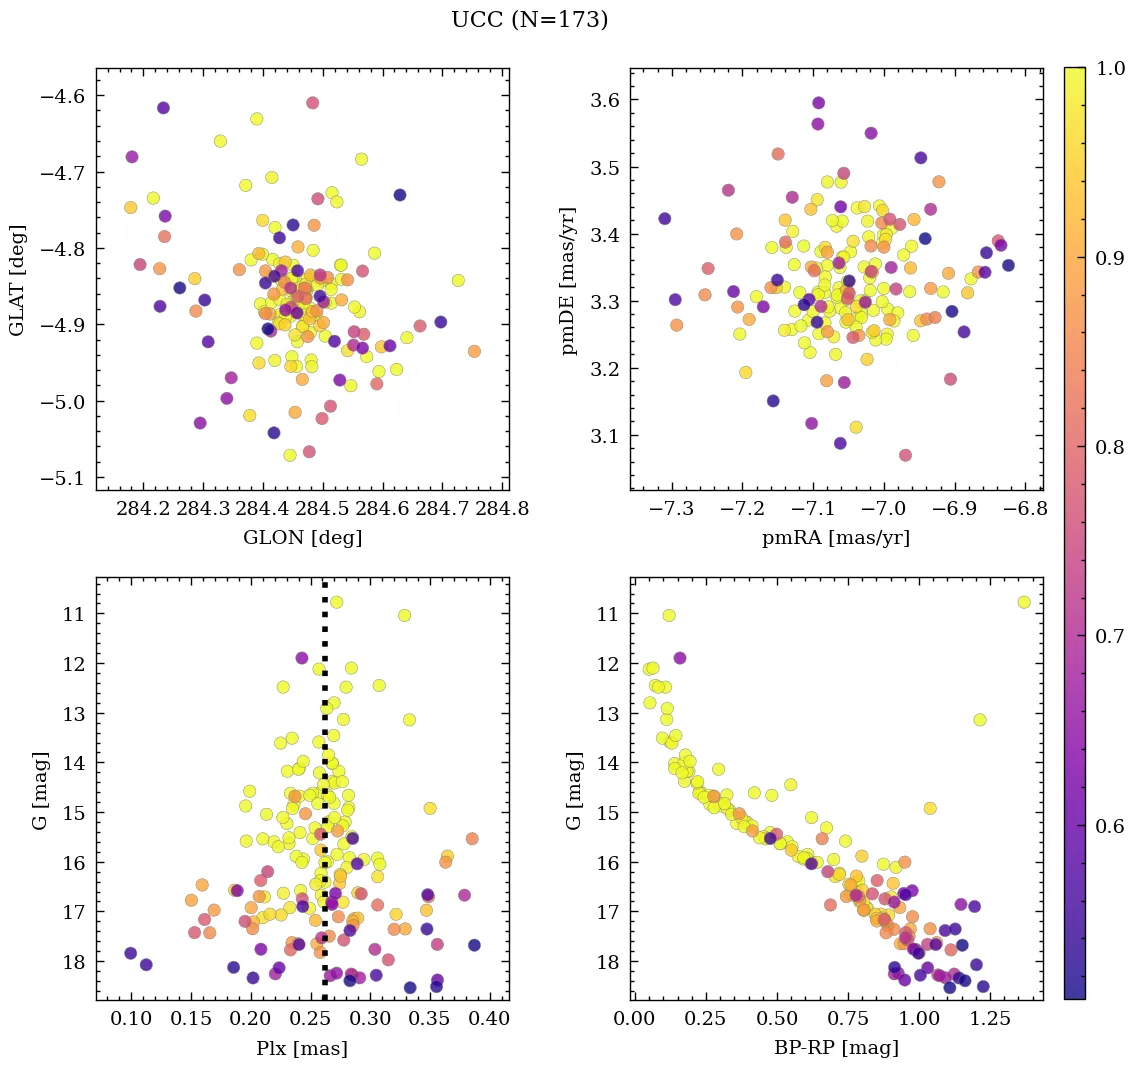 UCC (N=173)
−4.6
−4.7
−4.8
−4.9
−5.0
−5.1
GLAT [deg]
284.2 284.3 284.4 284.5 284.6 284.7 284.8
GLON [deg]
3.6
3.5
3.4
3.3
3.2
3.1
pmDE [mas/yr]
−7.3 −7.2 −7.1 −7.0 −6.9 −6.8
pmRA [mas/yr]
11
12
13
14
15
16
17
18
G [mag]
0.10 0.15 0.20 0.25 0.30 0.35 0.40
Plx [mas]
11
12
13
14
15
16
17
18
G [mag]
0.00 0.25 0.50 0.75 1.00 1.25
BP-RP [mag]
1.0
0.9
0.8
0.7
0.6